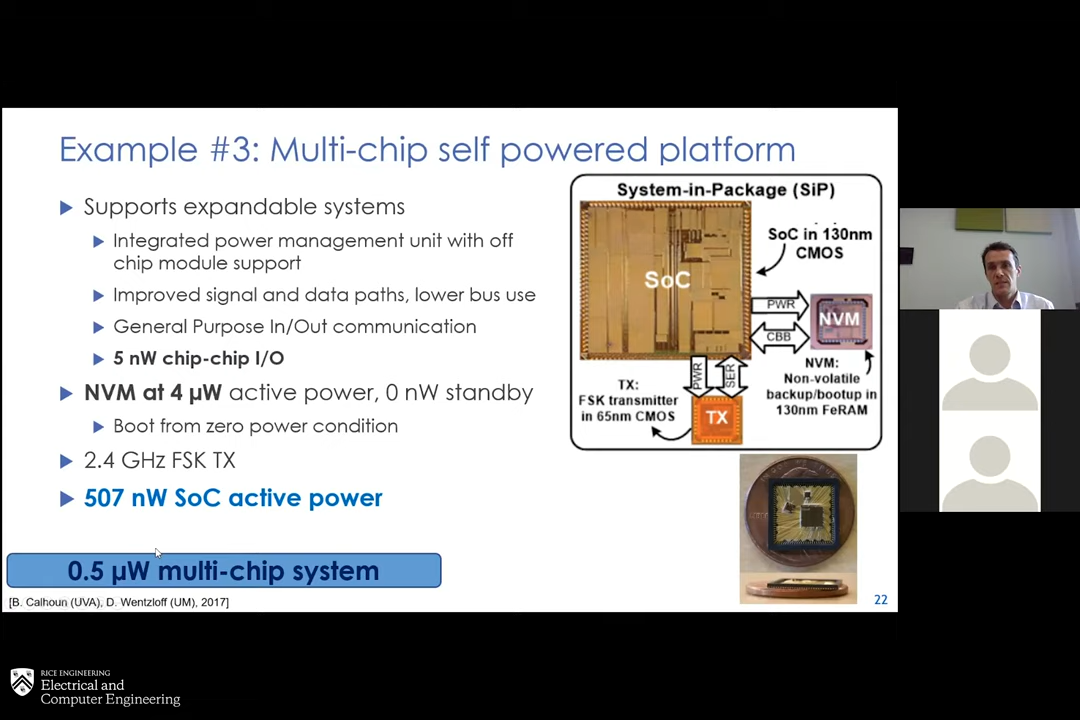 Example #3: Multi-chip self powered platform
Supports expandable systems
Integrated power management unit with off
chip module support
Improved signal and data paths, lower bus use
General Purpose In/Out communication
5 nW chip-chip I/O
NVM at 4 µW active power, 0 nW standby
Boot from zero power condition
2.4 GHz FSK TX
507 nW SoC active power
0.5 µW multi-chip system
[B. Calhoun (UVA), D. Wentzloff (UM), 2017]
System-in-Package (SiP)
SoC in 130nm
CMOS
SoC
PWR
NVM
CBB
PWR
SER
NVM:
Non-volatile
backup/bootup in
130nm FeRAM
TX:
FSK transmitter
in 65nm CMOS
TX
22
RICE ENGINEERING
Electrical and
Computer Engineering